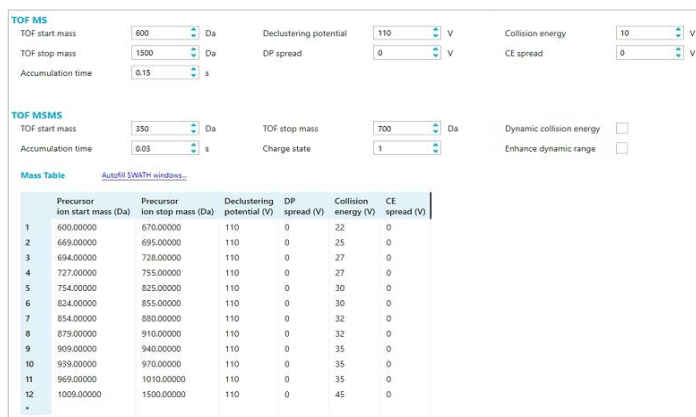 TOF MS
TOF start mass 600 Da Declustering potential 110 V Collision energy 10 V
TOF stop mass 1500 Da DP spread 0 V CE spread 0 V
Accumulation time 0.15 s
TOF MSMS
TOF start mass 350 Da TOF stop mass 700 Da Dynamic collision energy
Accumulation time 0.03 s Charge state 1 Enhance dynamic range
Mass Table Autofill SWATH windows...
Precursor Precursor Declustering DP Collision CE
ion start mass (Da) ion stop mass (Da) potential (V) spread (V) energy (V) spread (V)
1 600.00000 670.00000 110 0 22 0
2 669.00000 695.00000 110 0 25 0
3 694.00000 728.00000 110 0 27 0
4 727.00000 755.00000 110 0 27 0
5 754.00000 825.00000 110 0 30 0
6 824.00000 855.00000 110 0 30 0
7 854.00000 880.00000 110 0 32 0
8 879.00000 910.00000 110 0 32 0
9 909.00000 940.00000 110 0 35 0
10 939.00000 970.00000 110 0 35 0
11 969.00000 1010.00000 110 0 35 0
12 1009.00000 1500.00000 110 0 45 0
*